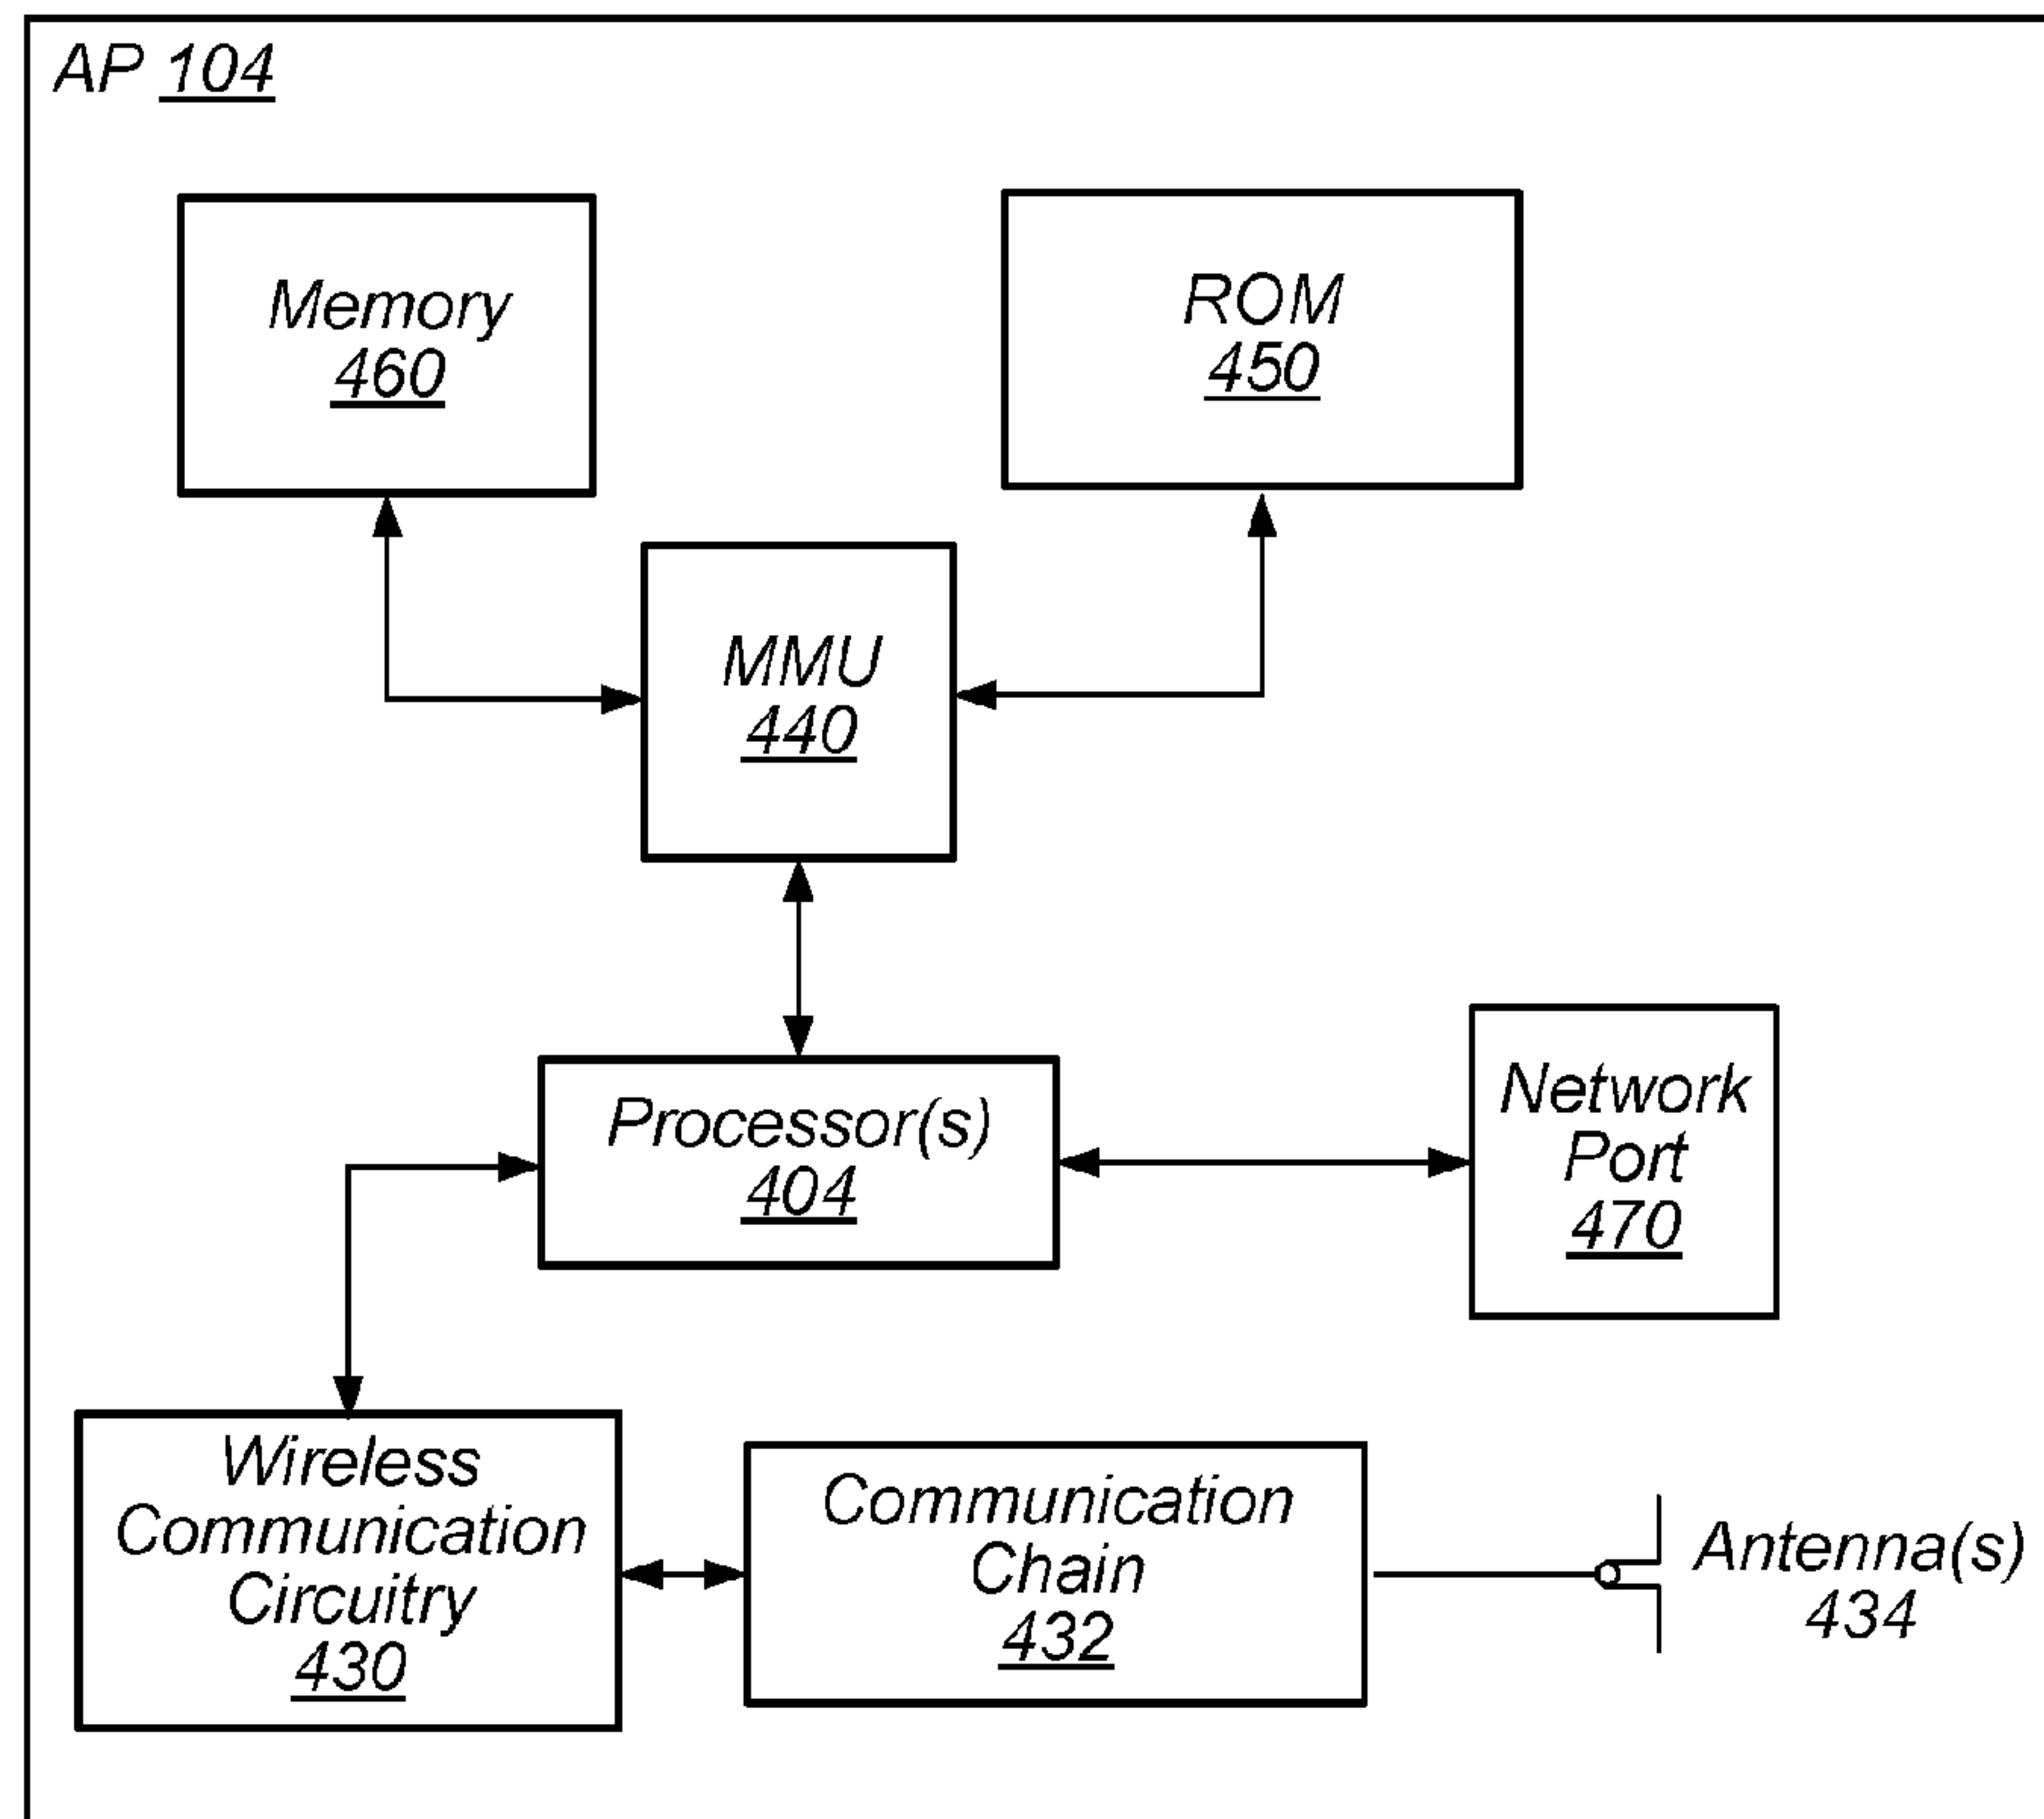 AP 104
Memory
460
ROM
450
MMU
440
Processor(s)
404
Network
Port
470
Wireless
Communication
Circuitry
430
Communication
Chain
432
Antenna(s)
434